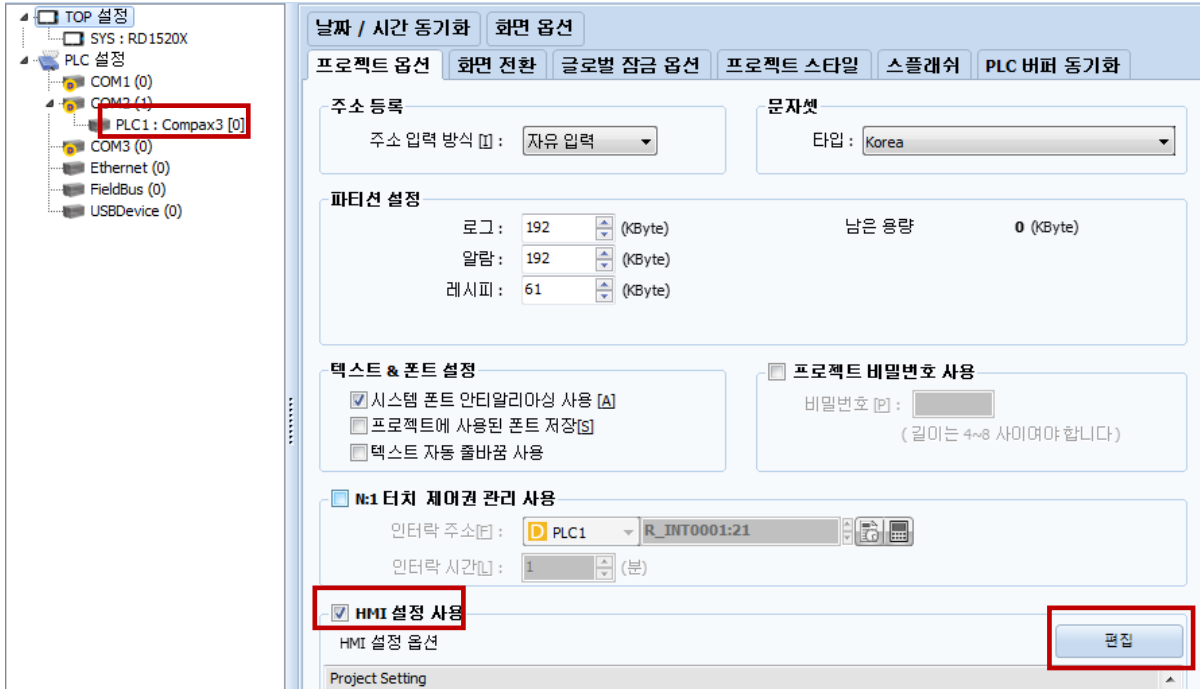 TOP 설정
SYS : RD1520X
PLC 설정
COM1 (0)
COM2 (1)
PLC1 : Compax3 [0]
COM3 (0)
Ethernet (0)
FieldBus (0)
USBDevice (0)
날짜 / 시간 동기화 화면 옵션
프로젝트 옵션 화면 전환 글로벌 잠금 옵션 프로젝트 스타일 스플래쉬 PLC 버퍼 동기화
주소 등록
주소 입력 방식 [I] : 자유 입력
문자셋
타입 : Korea
파티션 설정
로그 : 192 (KByte) 남은 용량 0 (KByte)
알람 : 192 (KByte)
레시피 : 61 (KByte)
텍스트 & 폰트 설정
시스템 폰트 안티알리아싱 사용 [A]
프로젝트에 사용된 폰트 저장[S]
텍스트 자동 줄바꿈 사용
프로젝트 비밀번호 사용
비밀번호 [P] :
( 길이는 4~8 사이여야 합니다 )
N:1 터치 제어권 관리 사용
인터락 주소[F] : D PLC1 R_INT0001:21
인터락 시간[L] : 1 (분)
HMI 설정 사용
HMI 설정 옵션 편집
Project Setting